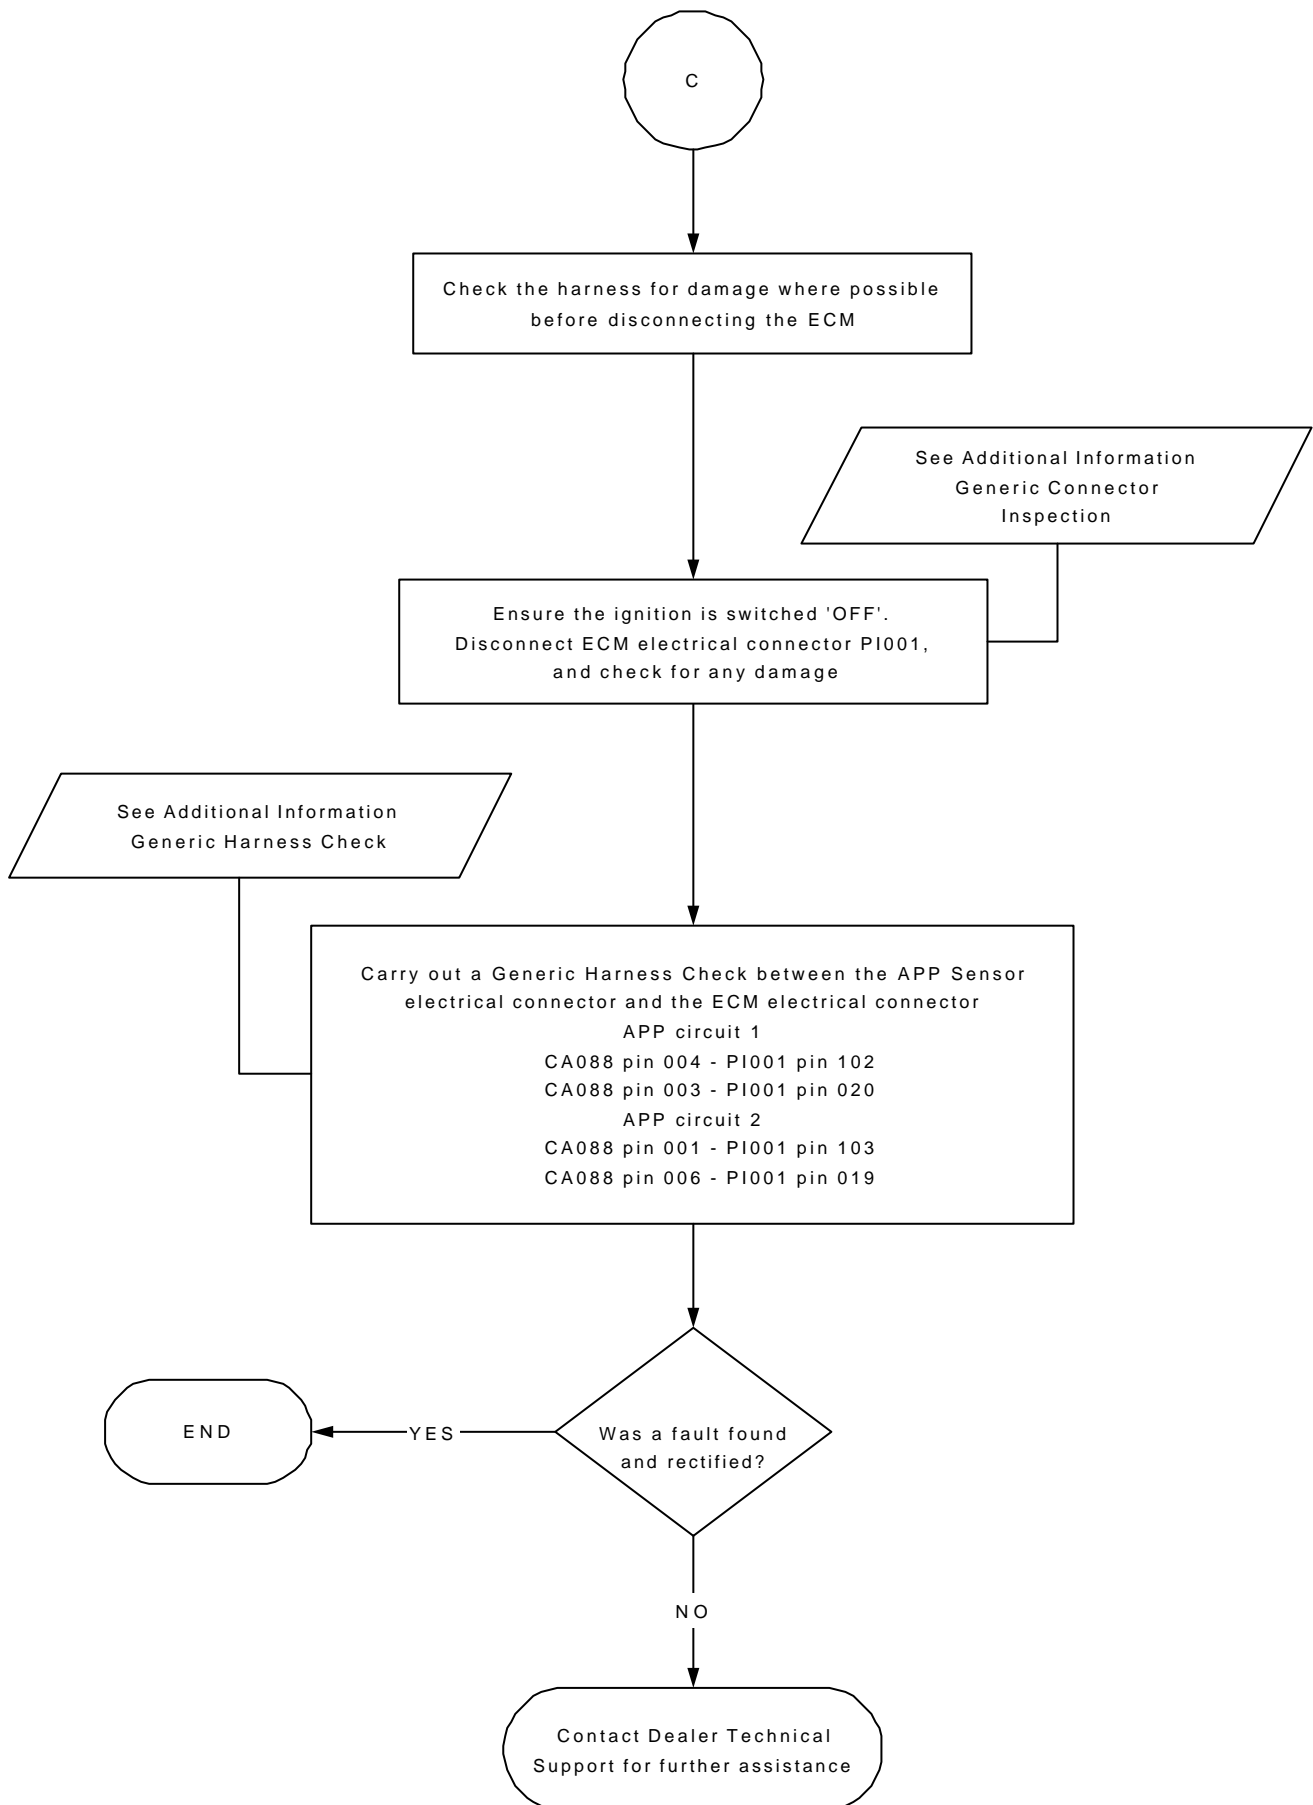 C
Check the harness for damage where possible
before disconnecting the ECM
See Additional Information
Generic Connector
Inspection
Ensure the ignition is switched 'OFF'.
Disconnect ECM electrical connector PI001,
and check for any damage
See Additional Information
Generic Harness Check
Carry out a Generic Harness Check between the APP Sensor
electrical connector and the ECM electrical connector
APP circuit 1
CA088 pin 004 - PI001 pin 102
CA088 pin 003 - PI001 pin 020
APP circuit 2
CA088 pin 001 - PI001 pin 103
CA088 pin 006 - PI001 pin 019
Was a fault found
and rectified?
YES
END
NO
Contact Dealer Technical
Support for further assistance